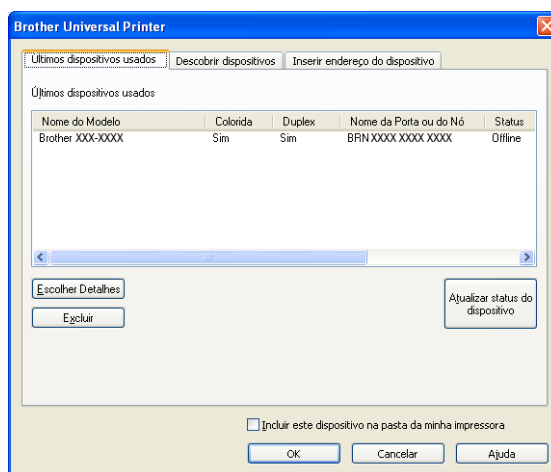 Brother Universal Printer
Últimos dispositivos usados
Descobrir dispositivos
Inserir endereço do dispositivo
Últimos dispositivos usados
Nome do Modelo Colorida Duplex Nome da Porta ou do Nó Status
Brother XXX-XXXX Sim Sim BRN XXXX XXXX XXXX Offline
Escolher Detalhes
Excluir
Atualizar status do
dispositivo
Incluir este dispositivo na pasta da minha impressora
OK
Cancelar
Ajuda